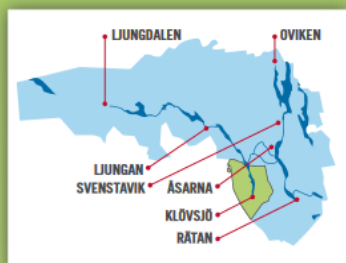 LJUNGDALEN
OVIKEN
LJUNGAN
SVENSTAVIK
ÅSARNA
KLÖVSJÖ
RÄTAN